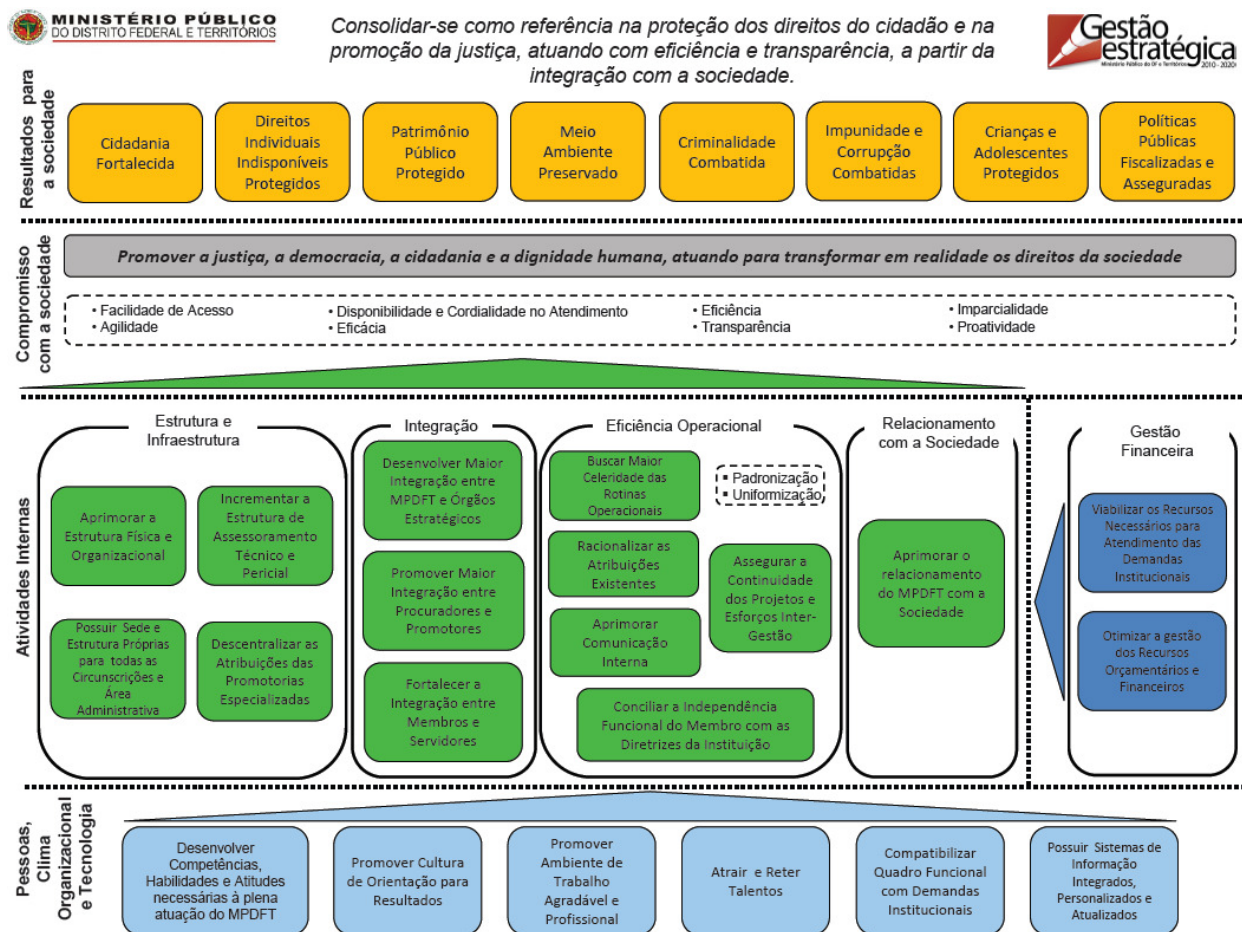 MINISTÉRIO PÚBLICO
DO DISTRITO FEDERAL E TERRITÓRIOS
Consolidar-se como referência na proteção dos direitos do cidadão e na
promoção da justiça, atuando com eficiência e transparência, a partir da
integração com a sociedade.
Gestão
estratégica
Ministério Público do DF e Territórios
2010 - 2020
Resultados para
a sociedade
Cidadania
Fortalecida
Direitos
Individuais
Indisponíveis
Protegidos
Patrimônio
Público
Protegido
Meio
Ambiente
Preservado
Criminalidade
Combatida
Impunidade e
Corrupção
Combatidas
Crianças e
Adolescentes
Protegidos
Políticas
Públicas
Fiscalizadas e
Asseguradas
Compromisso
com a sociedade
Promover a justiça, a democracia, a cidadania e a dignidade humana, atuando para transformar em realidade os direitos da sociedade
• Facilidade de Acesso
• Agilidade
• Disponibilidade e Cordialidade no Atendimento
• Eficácia
• Eficiência
• Transparência
• Imparcialidade
• Proatividade
Atividades Internas
Estrutura e
Infraestrutura
Aprimorar a
Estrutura Física e
Organizacional
Incrementar a
Estrutura de
Assessoramento
Técnico e
Pericial
Possuir Sede e
Estrutura Próprias
para todas as
Circunscrições e
Área
Administrativa
Descentralizar as
Atribuições das
Promotorias
Especializadas
Integração
Desenvolver Maior
Integração entre
MPDFT e Órgãos
Estratégicos
Promover Maior
Integração entre
Procuradores e
Promotores
Fortalecer a
Integração entre
Membros e
Servidores
Eficiência Operacional
Buscar Maior
Celeridade das
Rotinas
Operacionais
▪ Padronização
▪ Uniformização
Racionalizar as
Atribuições
Existentes
Assegurar a
Continuidade
dos Projetos e
Esforços Inter-
Gestão
Aprimorar
Comunicação
Interna
Conciliar a Independência
Funcional do Membro com as
Diretrizes da Instituição
Relacionamento
com a Sociedade
Aprimorar o
relacionamento
do MPDFT com a
Sociedade
Gestão
Financeira
Viabilizar os Recursos
Necessários para
Atendimento das
Demandas
Institucionais
Otimizar a gestão
dos Recursos
Orçamentários e
Financeiros
Pessoas,
Clima
Organizacional
e Tecnologia
Desenvolver
Competências,
Habilidades e Atitudes
necessárias à plena
atuação do MPDFT
Promover Cultura
de Orientação para
Resultados
Promover
Ambiente de
Trabalho
Agradável e
Profissional
Atrair e Reter
Talentos
Compatibilizar
Quadro Funcional
com Demandas
Institucionais
Possuir Sistemas de
Informação
Integrados,
Personalizados e
Atualizados